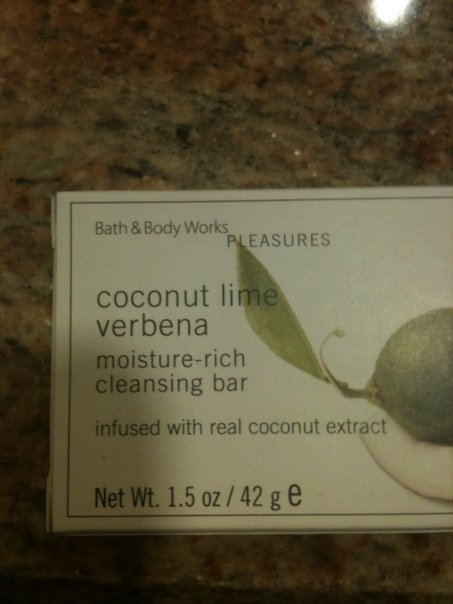 Bath & Body Works
PLEASURES
coconut lime
verbena
moisture-rich
cleansing bar
infused with real coconut extract
Net Wt. 1.5 oz / 42 g e